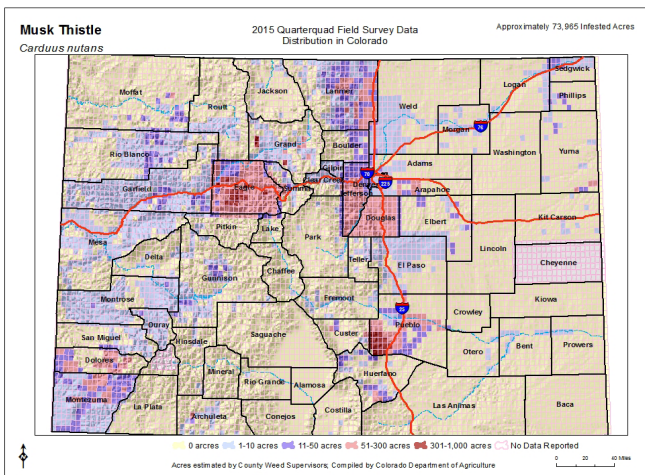 Musk Thistle
Carduus nutans
2015 Quarterquad Field Survey Data
Distribution in Colorado
Approximately 73,965 Infested Acres
Sedgwick
Logan
Phillips
Moffat
Routt
Jackson
Larimer
Weld
Morgan
76
Washington
Yuma
Rio Blanco
Grand
Boulder
Gilpin
Adams
70
Denver
225
Arapahoe
Garfield
Eagle
Summit
Clear Creek
Jefferson
Douglas
Elbert
Kit Carson
Pitkin
Lake
Park
Lincoln
Mesa
Delta
Chaffee
Teller
El Paso
Cheyenne
Gunnison
Montrose
Fremont
25
Pueblo
Crowley
Kiowa
Ouray
Hinsdale
Saguache
Custer
San Miguel
Otero
Bent
Prowers
Dolores
Mineral
Rio Grande
Alamosa
Huerfano
Montezuma
La Plata
Archuleta
Conejos
Costilla
Las Animas
Baca
0 acres 1-10 acres 11-50 acres 51-300 acres 301-1,000 acres No Data Reported
Acres estimated by County Weed Supervisors; Compiled by Colorado Department of Agriculture
0 20 40 Miles